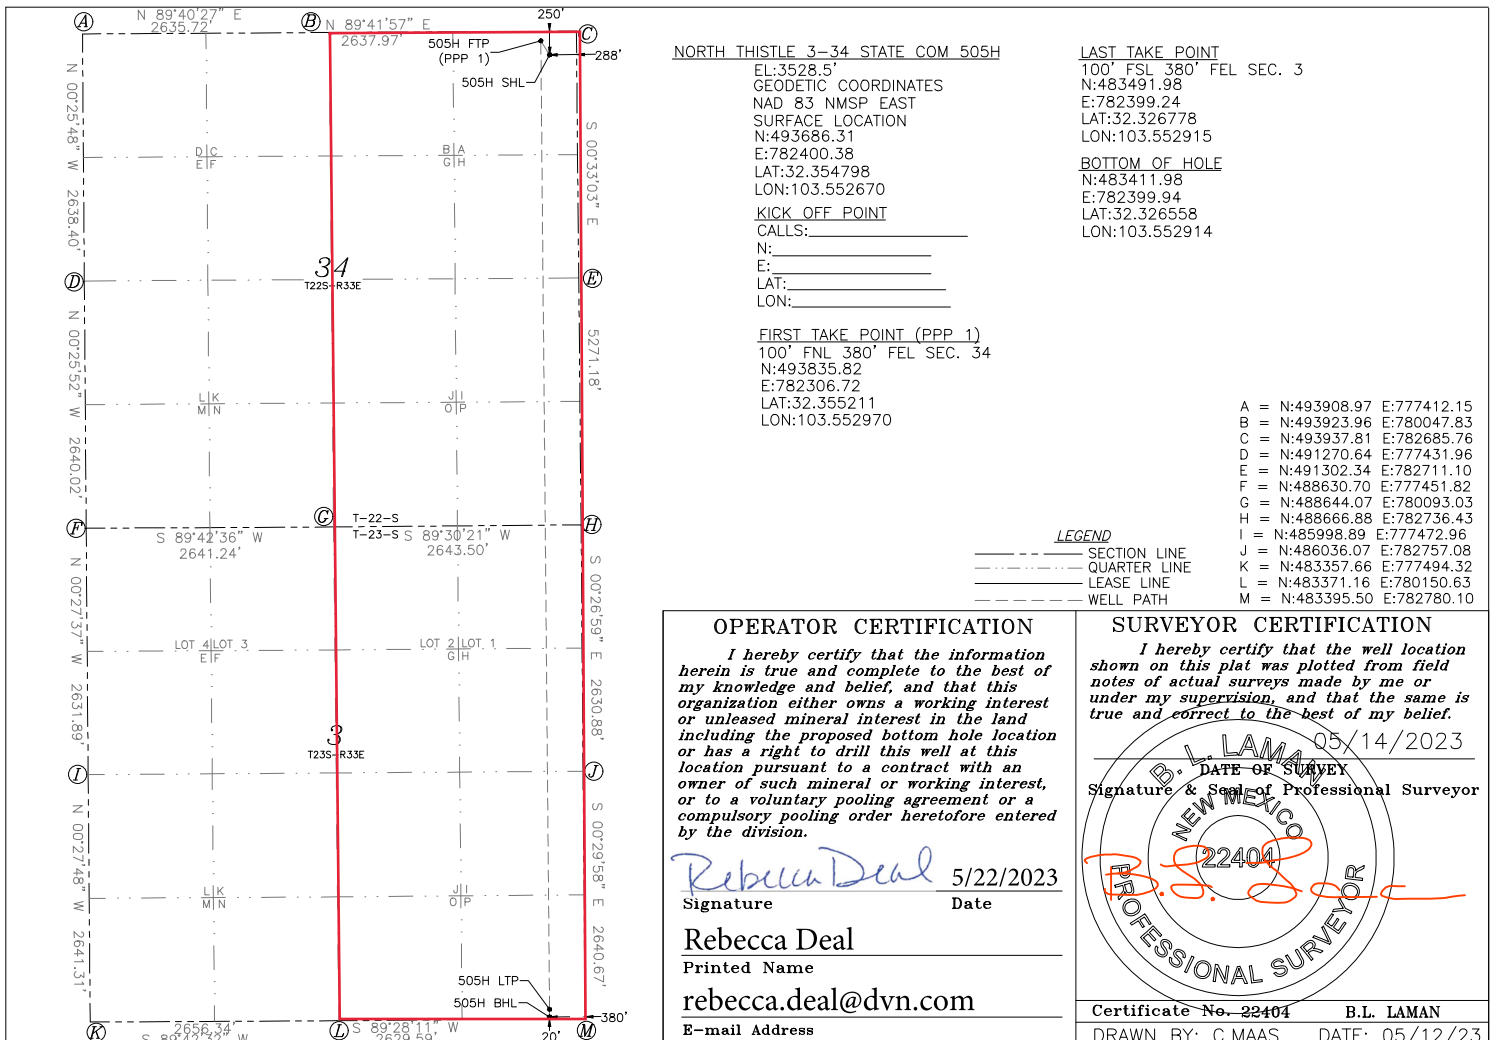 N 89°40'27" E
2635.72'
N 89°41'57" E
2637.97'
250'
288'
A
B
C
505H FTP
(PPP 1)
505H SHL
N 00°25'48" W 2638.40'
S 00°33'03" E
5271.18'
D C
E F
B A
G H
34
T22S-R33E
D
E
N 00°25'52" W 2640.02'
L K
M N
J I
O P
F
G
H
T-22-S
T-23-S
S 89°42'36" W
2641.24'
S 89°30'21" W
2643.50'
N 00°27'37" W 2631.89'
S 00°26'59" E 2630.88'
LOT 4 LOT 3
E F
LOT 2 LOT 1
G H
3
T23S-R33E
I
J
N 00°27'48" W 2641.31'
S 00°29'58" E 2640.67'
L K
M N
J I
O P
505H LTP
505H BHL
380'
20'
K
L
M
2656.34'
S 89°42'32" W
S 89°28'11" W
2629.59'
NORTH THISTLE 3-34 STATE COM 505H
EL:3528.5'
GEODETIC COORDINATES
NAD 83 NMSP EAST
SURFACE LOCATION
N:493686.31
E:782400.38
LAT:32.354798
LON:103.552670
KICK OFF POINT
CALLS:
N:
E:
LAT:
LON:
FIRST TAKE POINT (PPP 1)
100' FNL 380' FEL SEC. 34
N:493835.82
E:782306.72
LAT:32.355211
LON:103.552970
LAST TAKE POINT
100' FSL 380' FEL SEC. 3
N:483491.98
E:782399.24
LAT:32.326778
LON:103.552915
BOTTOM OF HOLE
N:483411.98
E:782399.94
LAT:32.326558
LON:103.552914
A = N:493908.97 E:777412.15
B = N:493923.96 E:780047.83
C = N:493937.81 E:782685.76
D = N:491270.64 E:777431.96
E = N:491302.34 E:782711.10
F = N:488630.70 E:777451.82
G = N:488644.07 E:780093.03
H = N:488666.88 E:782736.43
I = N:485998.89 E:777472.96
J = N:486036.07 E:782757.08
K = N:483357.66 E:777494.32
L = N:483371.16 E:780150.63
M = N:483395.50 E:782780.10
LEGEND
SECTION LINE
QUARTER LINE
LEASE LINE
WELL PATH
OPERATOR CERTIFICATION
I hereby certify that the information
herein is true and complete to the best of
my knowledge and belief, and that this
organization either owns a working interest
or unleased mineral interest in the land
including the proposed bottom hole location
or has a right to drill this well at this
location pursuant to a contract with an
owner of such mineral or working interest,
or to a voluntary pooling agreement or a
compulsory pooling order heretofore entered
by the division.
Rebecca Deal 5/22/2023
Signature Date
Rebecca Deal
Printed Name
rebecca.deal@dvn.com
E-mail Address
SURVEYOR CERTIFICATION
I hereby certify that the well location
shown on this plat was plotted from field
notes of actual surveys made by me or
under my supervision, and that the same is
true and correct to the best of my belief.
05/14/2023
DATE OF SURVEY
Signature & Seal of Professional Surveyor
B. L. LAMAN
NEW MEXICO
22404
PROFESSIONAL SURVEYOR
Certificate No. 22404 B.L. LAMAN
DRAWN BY: C.MAAS DATE: 05/12/23